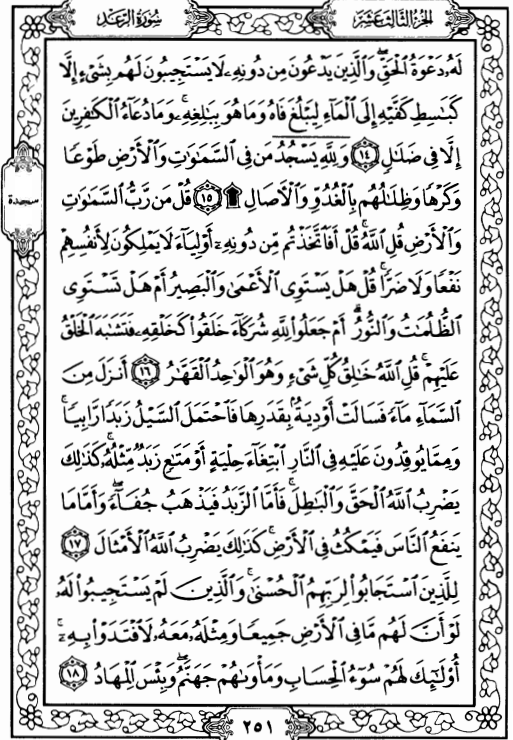 الجزء الثالث عشر
سورة الرعد
لَهُۥ دَعْوَةُ ٱلْحَقِّ ۖ وَٱلَّذِينَ يَدْعُونَ مِن دُونِهِۦ لَا يَسْتَجِيبُونَ لَهُم بِشَىْءٍ إِلَّا
كَبَـٰسِطِ كَفَّيْهِ إِلَى ٱلْمَآءِ لِيَبْلُغَ فَاهُ وَمَا هُوَ بِبَـٰلِغِهِۦ ۚ وَمَا دُعَآءُ ٱلْكَـٰفِرِينَ
إِلَّا فِى ضَلَـٰلٍ ١٤ وَلِلَّهِ يَسْجُدُ مَن فِى ٱلسَّمَـٰوَٰتِ وَٱلْأَرْضِ طَوْعًا
وَكَرْهًا وَظِلَـٰلُهُم بِٱلْغُدُوِّ وَٱلْـَٔاصَالِ ۩ ١٥ قُلْ مَن رَّبُّ ٱلسَّمَـٰوَٰتِ
سجدة
وَٱلْأَرْضِ قُلِ ٱللَّهُ ۚ قُلْ أَفَٱتَّخَذْتُم مِّن دُونِهِۦٓ أَوْلِيَآءَ لَا يَمْلِكُونَ لِأَنفُسِهِمْ
نَفْعًا وَلَا ضَرًّا ۚ قُلْ هَلْ يَسْتَوِى ٱلْأَعْمَىٰ وَٱلْبَصِيرُ أَمْ هَلْ تَسْتَوِى
ٱلظُّلُمَـٰتُ وَٱلنُّورُ ۗ أَمْ جَعَلُوا۟ لِلَّهِ شُرَكَآءَ خَلَقُوا۟ كَخَلْقِهِۦ فَتَشَـٰبَهَ ٱلْخَلْقُ
عَلَيْهِمْ ۚ قُلِ ٱللَّهُ خَـٰلِقُ كُلِّ شَىْءٍ وَهُوَ ٱلْوَٰحِدُ ٱلْقَهَّـٰرُ ١٦ أَنزَلَ مِنَ
ٱلسَّمَآءِ مَآءً فَسَالَتْ أَوْدِيَةٌۢ بِقَدَرِهَا فَٱحْتَمَلَ ٱلسَّيْلُ زَبَدًا رَّابِيًا ۚ
وَمِمَّا يُوقِدُونَ عَلَيْهِ فِى ٱلنَّارِ ٱبْتِغَآءَ حِلْيَةٍ أَوْ مَتَـٰعٍ زَبَدٌ مِّثْلُهُۥ ۚ كَذَٰلِكَ
يَضْرِبُ ٱللَّهُ ٱلْحَقَّ وَٱلْبَـٰطِلَ ۚ فَأَمَّا ٱلزَّبَدُ فَيَذْهَبُ جُفَآءً ۖ وَأَمَّا مَا
يَنفَعُ ٱلنَّاسَ فَيَمْكُثُ فِى ٱلْأَرْضِ ۚ كَذَٰلِكَ يَضْرِبُ ٱللَّهُ ٱلْأَمْثَالَ ١٧
لِلَّذِينَ ٱسْتَجَابُوا۟ لِرَبِّهِمُ ٱلْحُسْنَىٰ ۚ وَٱلَّذِينَ لَمْ يَسْتَجِيبُوا۟ لَهُۥ
لَوْ أَنَّ لَهُم مَّا فِى ٱلْأَرْضِ جَمِيعًا وَمِثْلَهُۥ مَعَهُۥ لَٱفْتَدَوْا۟ بِهِۦٓ ۚ
أُو۟لَـٰٓئِكَ لَهُمْ سُوٓءُ ٱلْحِسَابِ وَمَأْوَىٰهُمْ جَهَنَّمُ ۖ وَبِئْسَ ٱلْمِهَادُ ١٨
٢٥١